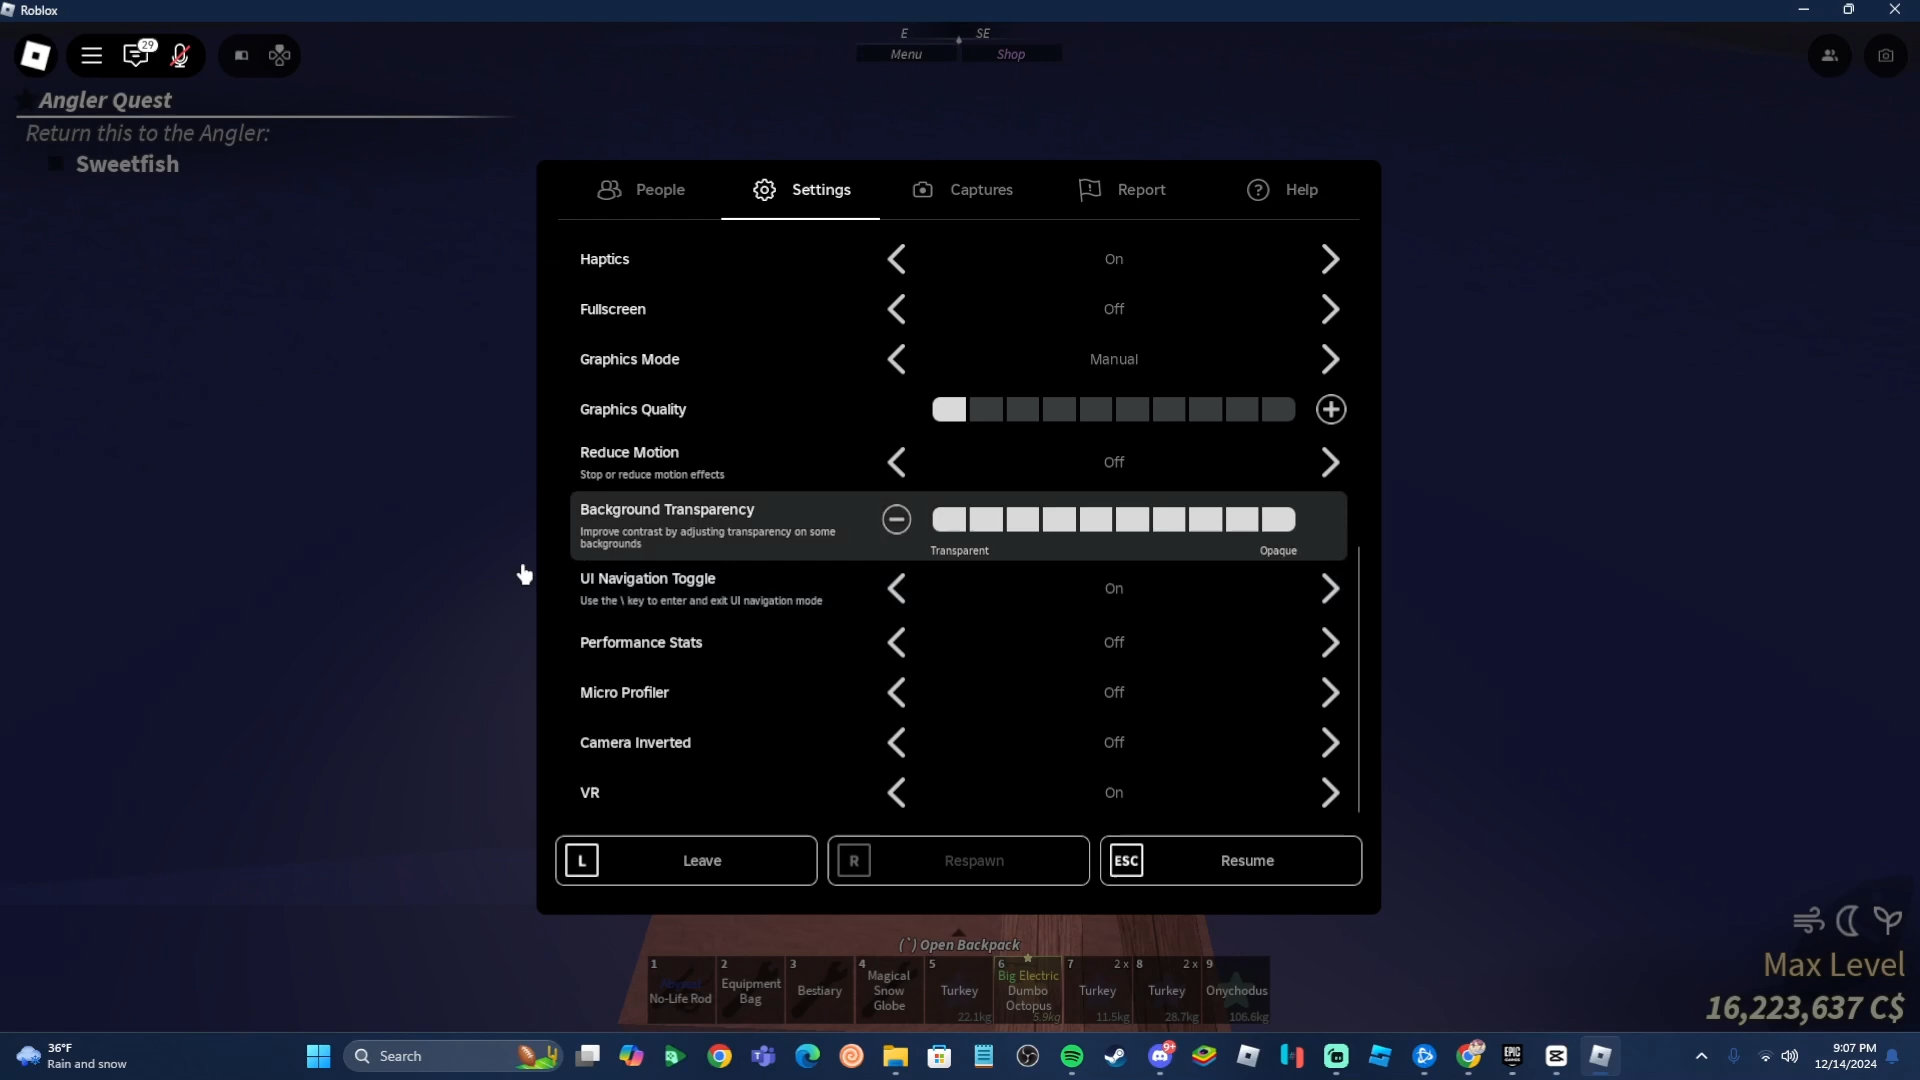 Roblox
29
E SE
Menu Shop
Angler Quest
Return this to the Angler:
Sweetfish
People Settings Captures Report Help
Haptics On
Fullscreen Off
Graphics Mode Manual
Graphics Quality
Reduce Motion
Stop or reduce motion effects
Off
Background Transparency
Improve contrast by adjusting transparency on some
backgrounds
Transparent Opaque
UI Navigation Toggle
Use the \ key to enter and exit UI navigation mode
On
Performance Stats Off
Micro Profiler Off
Camera Inverted Off
VR On
L Leave R Respawn ESC Resume
(`) Open Backpack
1 No-Life Rod
2 Equipment Bag
3 Bestiary
4 Magical Snow Globe
5 Turkey 22.1kg
6 Big Electric Dumbo Octopus 5.9kg
7 2 x Turkey 11.5kg
8 2 x Turkey 28.7kg
9 Onychodus 106.6kg
Max Level
16,223,637 C$
36°F
Rain and snow
Search
9+
EPIC GAMES
9:07 PM
12/14/2024